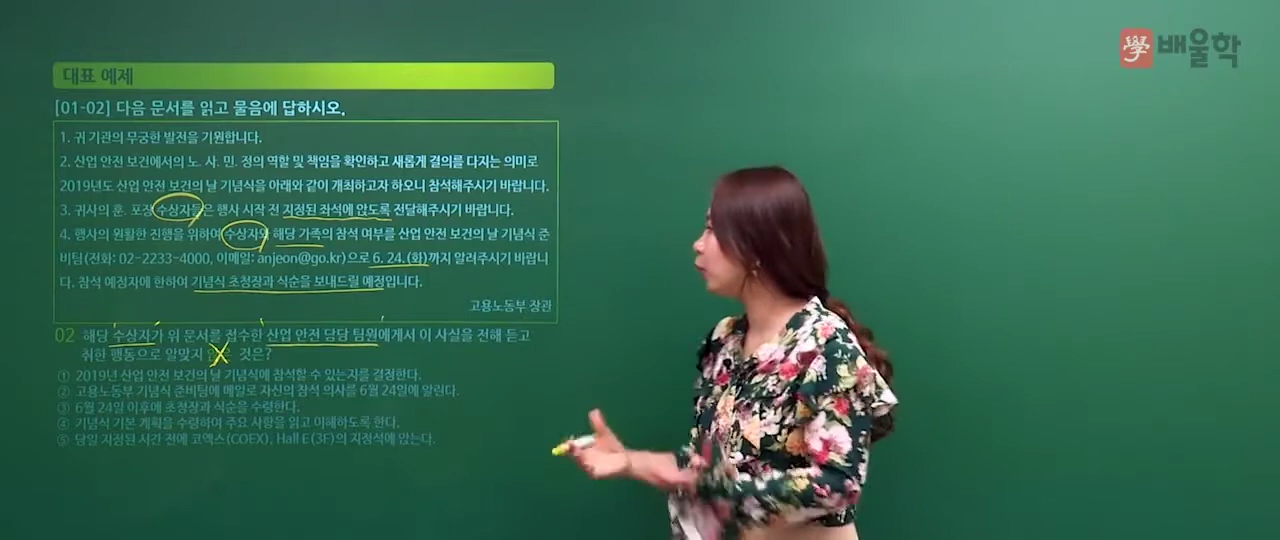 學 배울학
대표 예제
[01-02] 다음 문서를 읽고 물음에 답하시오.
1. 귀 기관의 무궁한 발전을 기원합니다.
2. 산업 안전 보건에서의 노. 사. 민. 정의 역할 및 책임을 확인하고 새롭게 결의를 다지는 의미로
2019년도 산업 안전 보건의 날 기념식을 아래와 같이 개최하고자 하오니 참석해주시기 바랍니다.
3. 귀사의 훈. 포장 수상자들은 행사 시작 전 지정된 좌석에 앉도록 전달해주시기 바랍니다.
4. 행사의 원활한 진행을 위하여 수상자와 해당 가족의 참석 여부를 산업 안전 보건의 날 기념식 준
비팀(전화: 02-2233-4000, 이메일: anjeon@go.kr)으로 6. 24.(화)까지 알려주시기 바랍니
다. 참석 예정자에 한하여 기념식 초청장과 식순을 보내드릴 예정입니다.
고용노동부 장관
02 해당 수상자가 위 문서를 접수한 산업 안전 담당 팀원에게서 이 사실을 전해 듣고
취한 행동으로 알맞지 것은?
① 2019년 산업 안전 보건의 날 기념식에 참석할 수 있는지를 결정한다.
② 고용노동부 기념식 준비팀에 메일로 자신의 참석 의사를 6월 24일에 알린다.
③ 6월 24일 이후에 초청장과 식순을 수령한다.
④ 기념식 기본 계획을 수령하여 주요 사항을 읽고 이해하도록 한다.
⑤ 당일 지정된 시간 전에 코엑스(COEX), Hall E(3F)의 지정석에 앉는다.